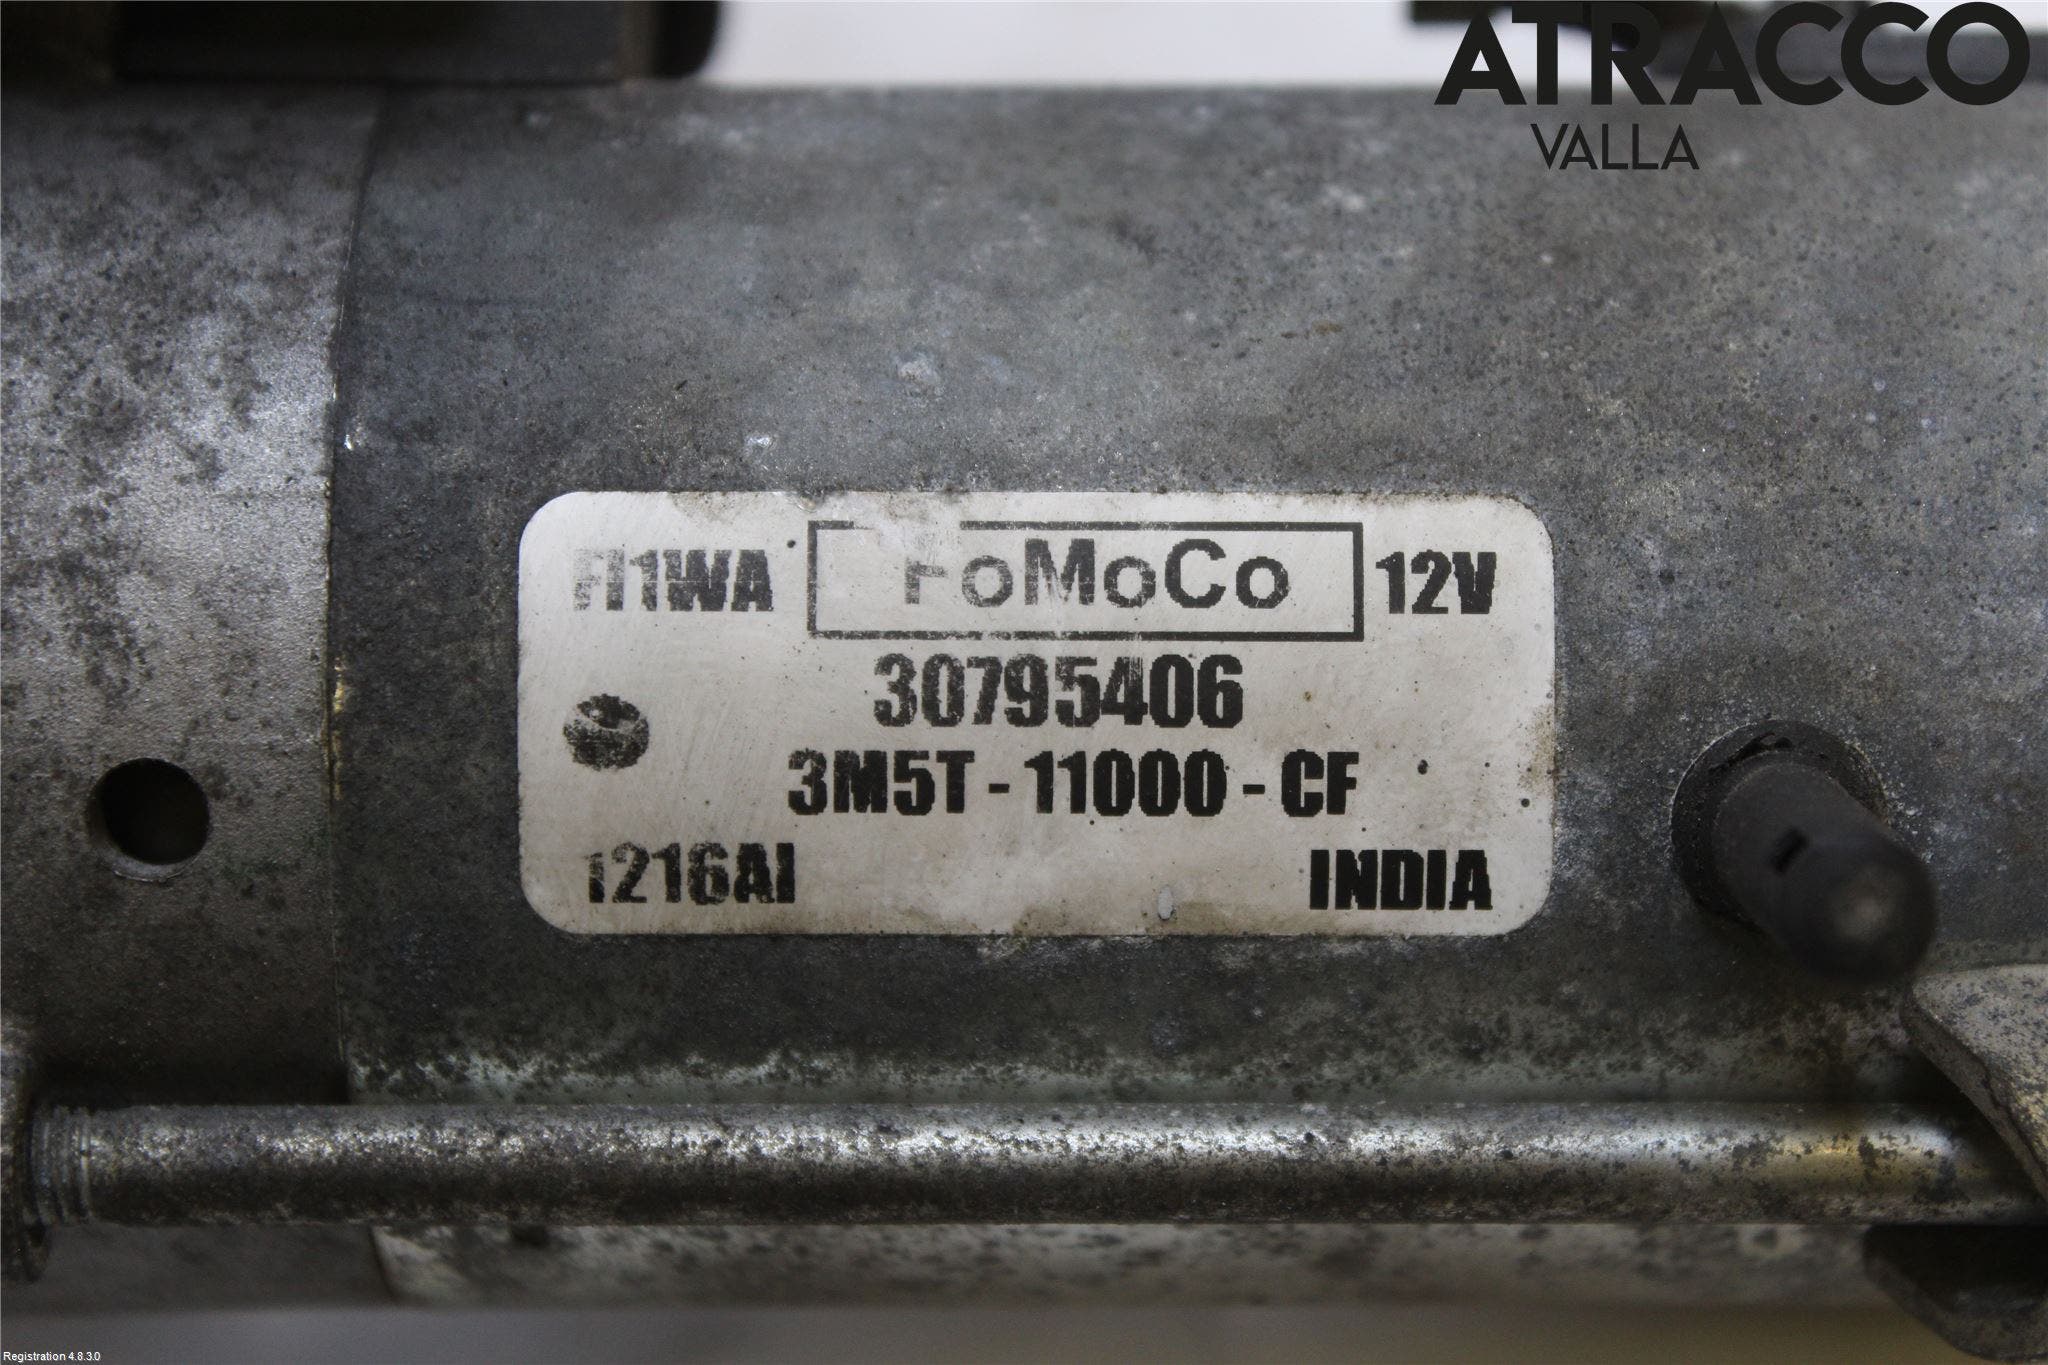 ATRACCO
VALLA
FI1WA FoMoCo 12V
30795406
3M5T - 11000 - CF
1216AI INDIA
Registration 4.8.3.0